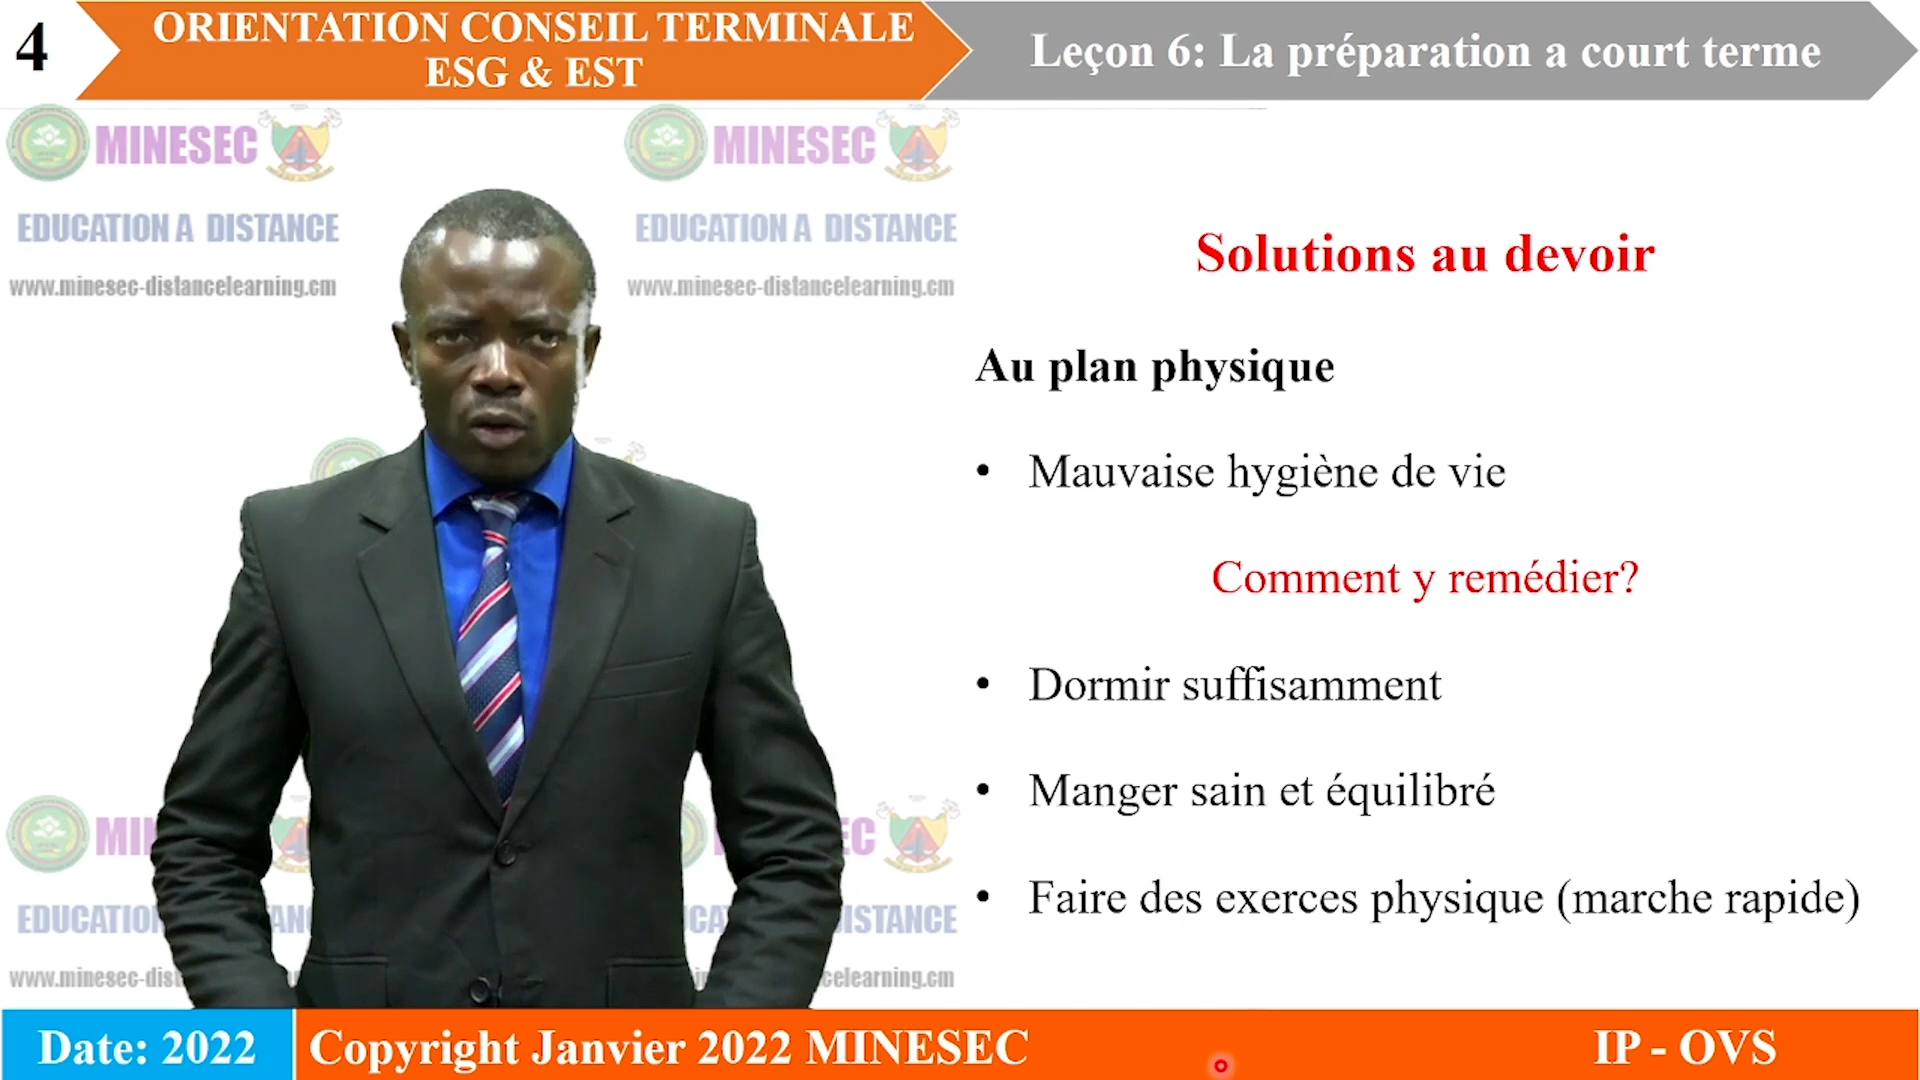 4
ORIENTATION CONSEIL TERMINALE
ESG & EST
Leçon 6: La préparation a court terme
MINESEC
EDUCATION A DISTANCE
www.minesec-distancelearning.cm
MINESEC
EDUCATION A DISTANCE
www.minesec-distancelearning.cm
Solutions au devoir
Au plan physique
• Mauvaise hygiène de vie
Comment y remédier?
• Dormir suffisamment
• Manger sain et équilibré
• Faire des exerces physique (marche rapide)
Date: 2022
Copyright Janvier 2022 MINESEC
IP - OVS